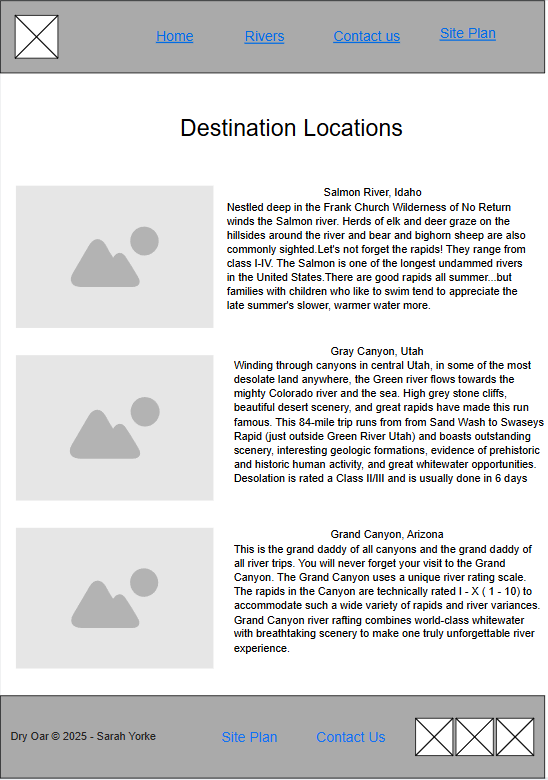 Home Rivers Contact us Site Plan
Destination Locations
Salmon River, Idaho
Nestled deep in the Frank Church Wilderness of No Return
winds the Salmon river. Herds of elk and deer graze on the
hillsides around the river and bear and bighorn sheep are also
commonly sighted.Let's not forget the rapids! They range from
class I-IV. The Salmon is one of the longest undammed rivers
in the United States.There are good rapids all summer...but
families with children who like to swim tend to appreciate the
late summer's slower, warmer water more.
Gray Canyon, Utah
Winding through canyons in central Utah, in some of the most
desolate land anywhere, the Green river flows towards the
mighty Colorado river and the sea. High grey stone cliffs,
beautiful desert scenery, and great rapids have made this run
famous. This 84-mile trip runs from from Sand Wash to Swaseys
Rapid (just outside Green River Utah) and boasts outstanding
scenery, interesting geologic formations, evidence of prehistoric
and historic human activity, and great whitewater opportunities.
Desolation is rated a Class II/III and is usually done in 6 days
Grand Canyon, Arizona
This is the grand daddy of all canyons and the grand daddy of
all river trips. You will never forget your visit to the Grand
Canyon. The Grand Canyon uses a unique river rating scale.
The rapids in the Canyon are technically rated I - X ( 1 - 10) to
accommodate such a wide variety of rapids and river variances.
Grand Canyon river rafting combines world-class whitewater
with breathtaking scenery to make one truly unforgettable river
experience.
Dry Oar © 2025 - Sarah Yorke Site Plan Contact Us